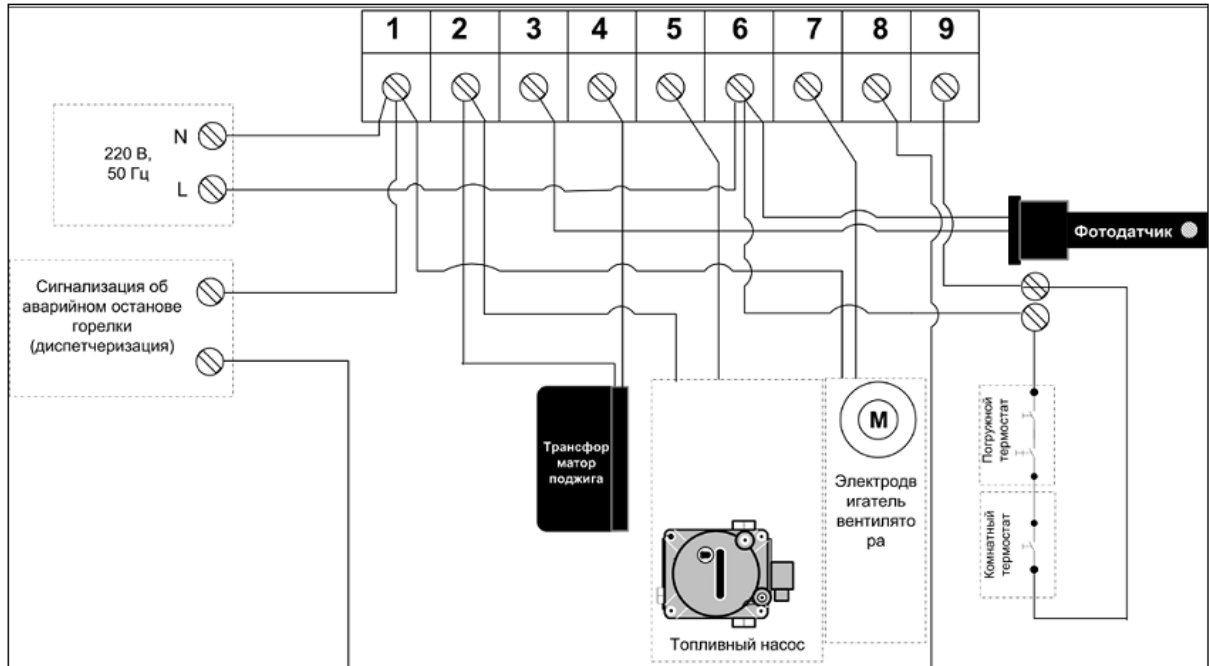 1 2 3 4 5 6 7 8 9
N
220 В,
50 Гц
L
Фотодатчик
Сигнализация об
аварийном останове
горелки
(диспетчеризация)
Трансфор
матор
поджига
М
Электродв
игатель
вентилято
ра
Погружной
термостат
Комнатный
термостат
Топливный насос